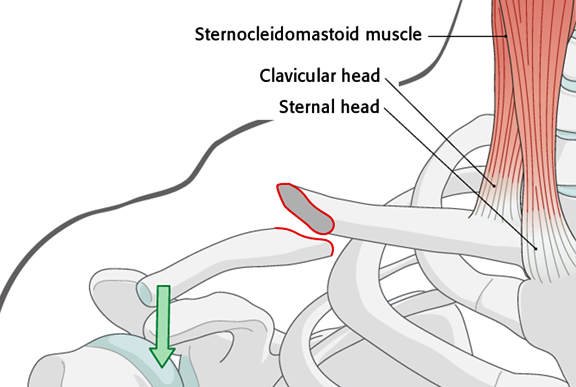 Sternocleidomastoid muscle
Clavicular head
Sternal head